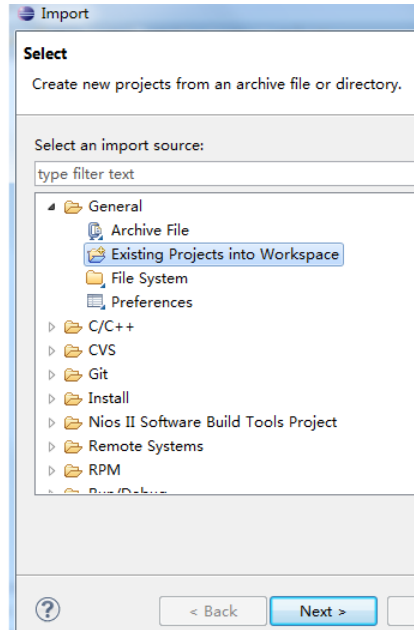 Import
Select
Create new projects from an archive file or directory.
Select an import source:
type filter text
General
Archive File
Existing Projects into Workspace
File System
Preferences
C/C++
CVS
Git
Install
Nios II Software Build Tools Project
Remote Systems
RPM
Run/Debug
?
< Back
Next >